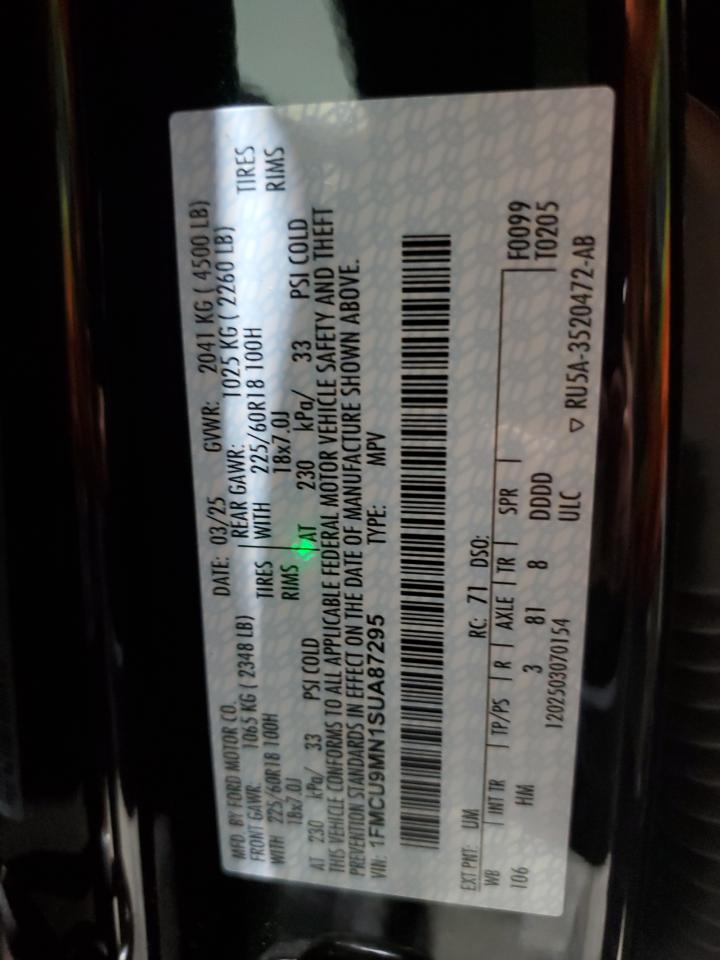 MFD BY FORD MOTOR CO. DATE: 03/25 GVWR: 2041 KG ( 4500 LB)
FRONT GAWR: 1065 KG ( 2348 LB) REAR GAWR: 1025 KG ( 2260 LB)
WITH 225/60R18 100H TIRES WITH 225/60R18 100H TIRES
18x7.0J RIMS 18x7.0J RIMS
AT 230 kPa/ 33 PSI COLD AT 230 kPa/ 33 PSI COLD
THIS VEHICLE CONFORMS TO ALL APPLICABLE FEDERAL MOTOR VEHICLE SAFETY AND THEFT
PREVENTION STANDARDS IN EFFECT ON THE DATE OF MANUFACTURE SHOWN ABOVE.
VIN: 1FMCU9MN1SUA87295 TYPE: MPV
EXT PNT: UM RC: 71 DSO:
WB INT TR TP/PS R AXLE TR SPR F0099
106 HM 3 81 8 DDDD T0205
1202503070154 ULC
▽ RU5A-3520472-AB